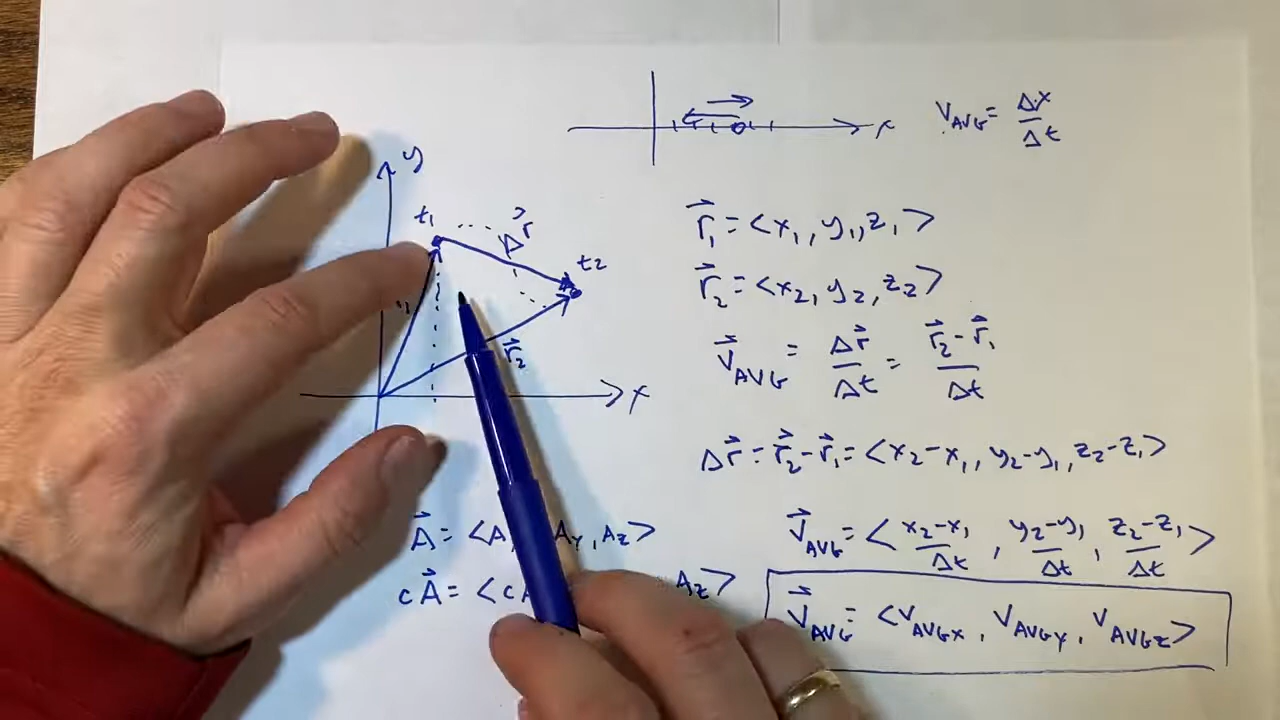 x
V_AVG = Δx/Δt
y
t₁
Δr⃗
t₂
r⃗₂
x
r⃗₁ = <x₁, y₁, z₁>
r⃗₂ = <x₂, y₂, z₂>
V⃗_AVG = Δr⃗/Δt = (r⃗₂ - r⃗₁)/Δt
Δr⃗ = r⃗₂ - r⃗₁ = <x₂-x₁, y₂-y₁, z₂-z₁>
A⃗ = <A A_y, A_z>
cA⃗ = <cA A_z>
V⃗_AVG = <(x₂-x₁)/Δt, (y₂-y₁)/Δt, (z₂-z₁)/Δt>
V⃗_AVG = <V_AVGx, V_AVGy, V_AVGz>